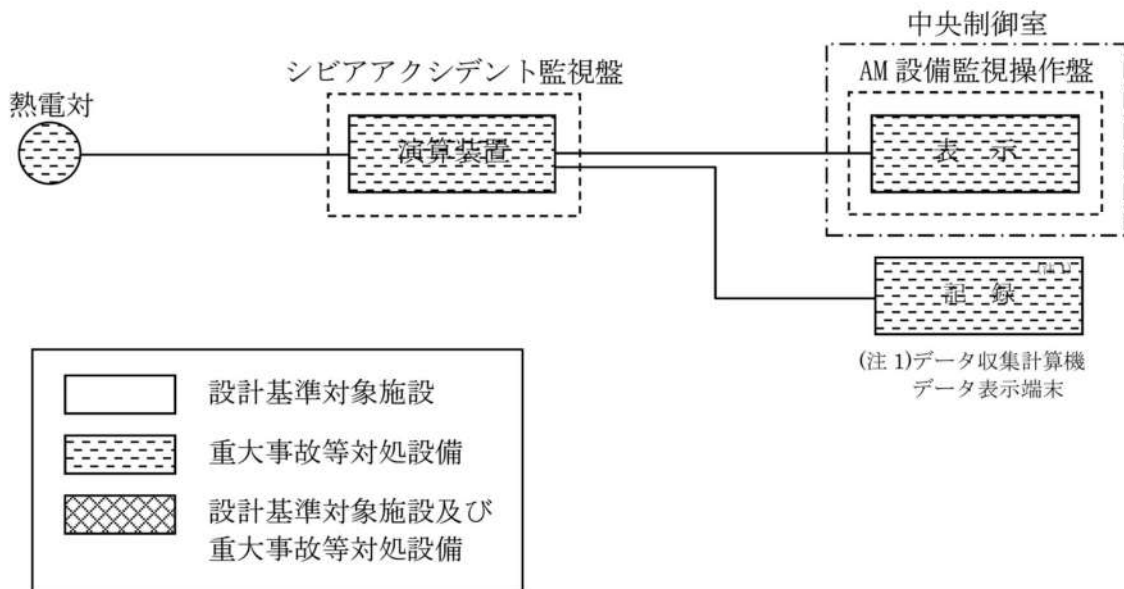 中央制御室
シビアアクシデント監視盤
AM 設備監視操作盤
熱電対
演算装置
表 示
記 録
(注 1)データ収集計算機
データ表示端末
設計基準対象施設
重大事故等対処設備
設計基準対象施設及び
重大事故等対処設備